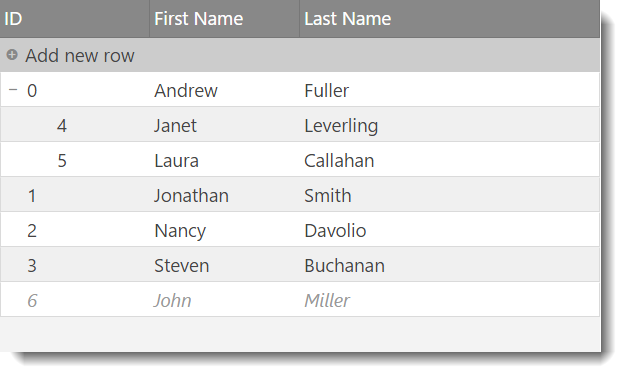 ID First Name Last Name
Add new row
0 Andrew Fuller
4 Janet Leverling
5 Laura Callahan
1 Jonathan Smith
2 Nancy Davolio
3 Steven Buchanan
6 John Miller